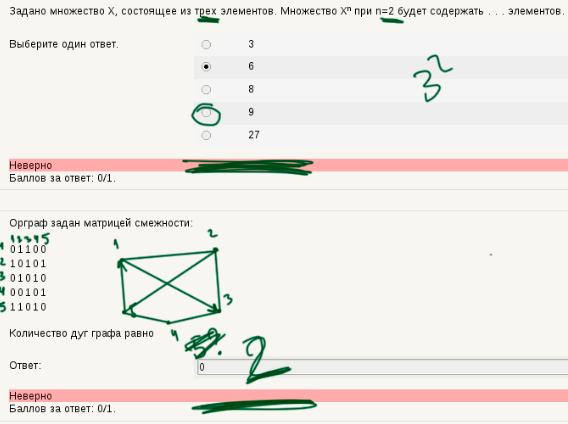 Задано множество X, состоящее из трех элементов. Множество Xⁿ при n=2 будет содержать . . . элементов.
Выберите один ответ.
3
6
8
9
27
3²
Неверно
Баллов за ответ: 0/1.
Орграф задан матрицей смежности:
1 2 3 4 5
1 0 1 1 0 0
2 1 0 1 0 1
3 0 1 0 1 0
4 0 0 1 0 1
5 1 1 0 1 0
1
2
3
4
Количество дуг графа равно
2
Ответ:
0
Неверно
Баллов за ответ: 0/1.